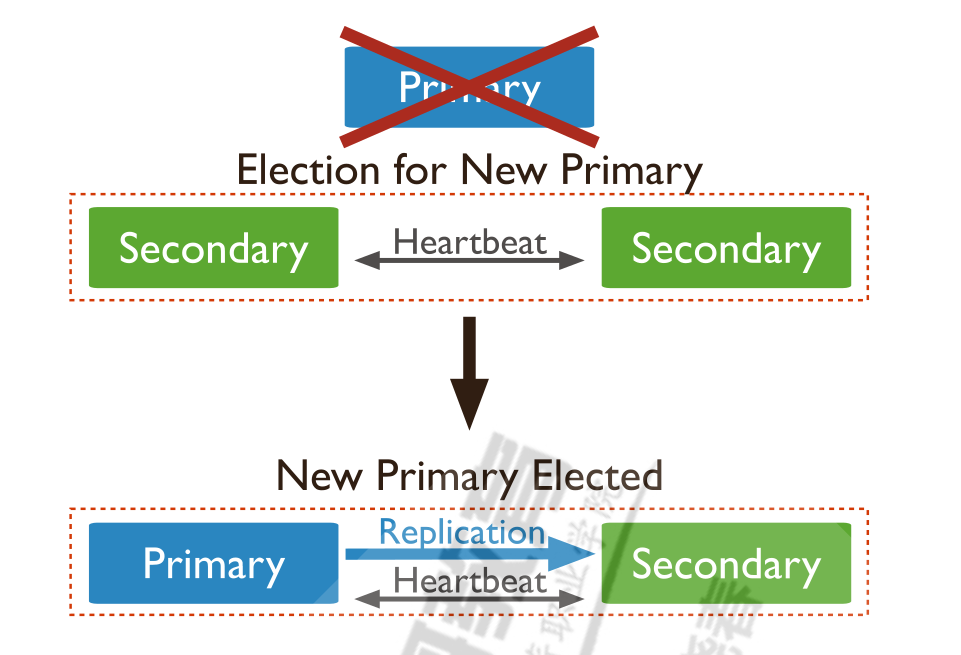 Primary
Election for New Primary
Secondary
Heartbeat
Secondary
New Primary Elected
Primary
Replication
Heartbeat
Secondary